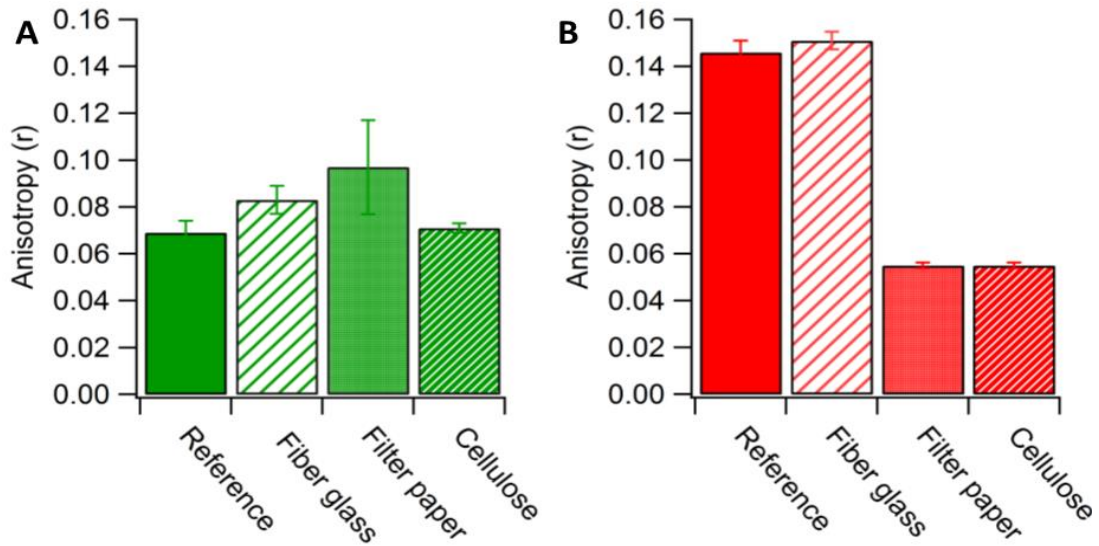 A
Anisotropy (r)
0.16
0.14
0.12
0.10
0.08
0.06
0.04
0.02
0.00
Reference
Fiber glass
Filter paper
Cellulose
B
Anisotropy (r)
0.16
0.14
0.12
0.10
0.08
0.06
0.04
0.02
0.00
Reference
Fiber glass
Filter paper
Cellulose